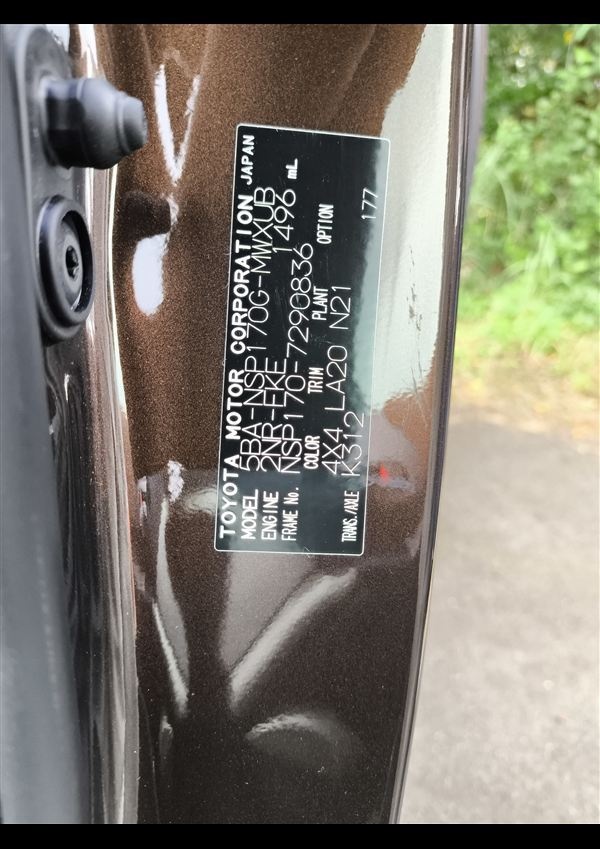 TOYOTA MOTOR CORPORATION JAPAN
MODEL 5BA-NSP170G-MWXUB
ENGINE 2NR-FKE 1496 mL
FRAME No. NSP170-7290836
COLOR TRIM PLANT OPTION
4X4 LA20 N21
TRANS./AXLE K312 177